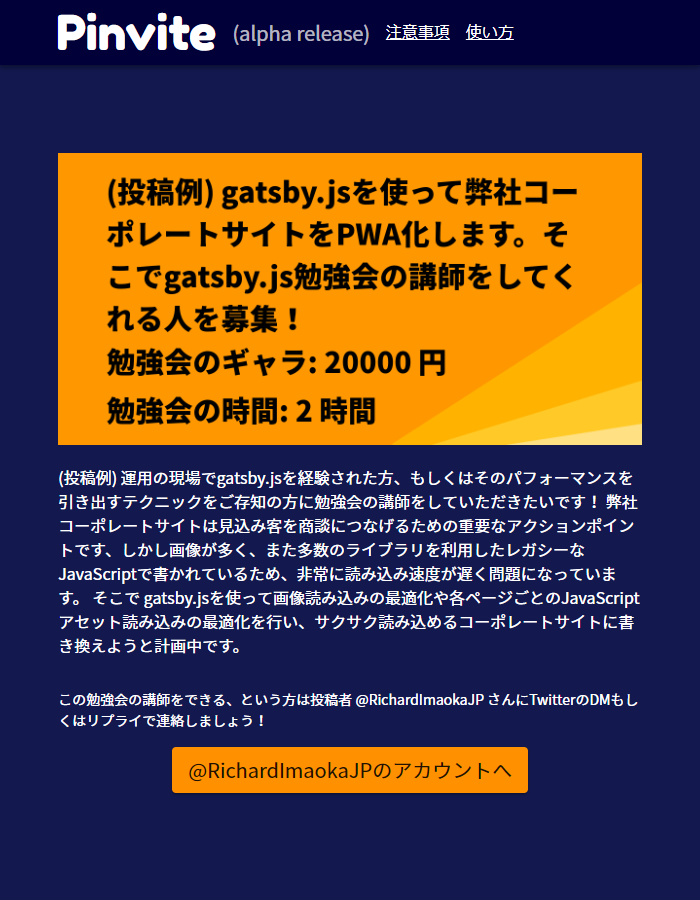 Pinvite (alpha release) 注意事項 使い方
(投稿例) gatsby.jsを使って弊社コー
ポレートサイトをPWA化します。そ
こでgatsby.js勉強会の講師をしてく
れる人を募集！
勉強会のギャラ: 20000 円
勉強会の時間: 2 時間
(投稿例) 運用の現場でgatsby.jsを経験された方、もしくはそのパフォーマンスを
引き出すテクニックをご存知の方に勉強会の講師をしていただきたいです！ 弊社
コーポレートサイトは見込み客を商談につなげるための重要なアクションポイン
トです、しかし画像が多く、また多数のライブラリを利用したレガシーな
JavaScriptで書かれているため、非常に読み込み速度が遅く問題になっていま
す。 そこで gatsby.jsを使って画像読み込みの最適化や各ページごとのJavaScript
アセット読み込みの最適化を行い、サクサク読み込めるコーポレートサイトに書
き換えようと計画中です。
この勉強会の講師をできる、という方は投稿者 @RichardImaokaJP さんにTwitterのDMもし
くはリプライで連絡しましょう！
@RichardImaokaJPのアカウントへ